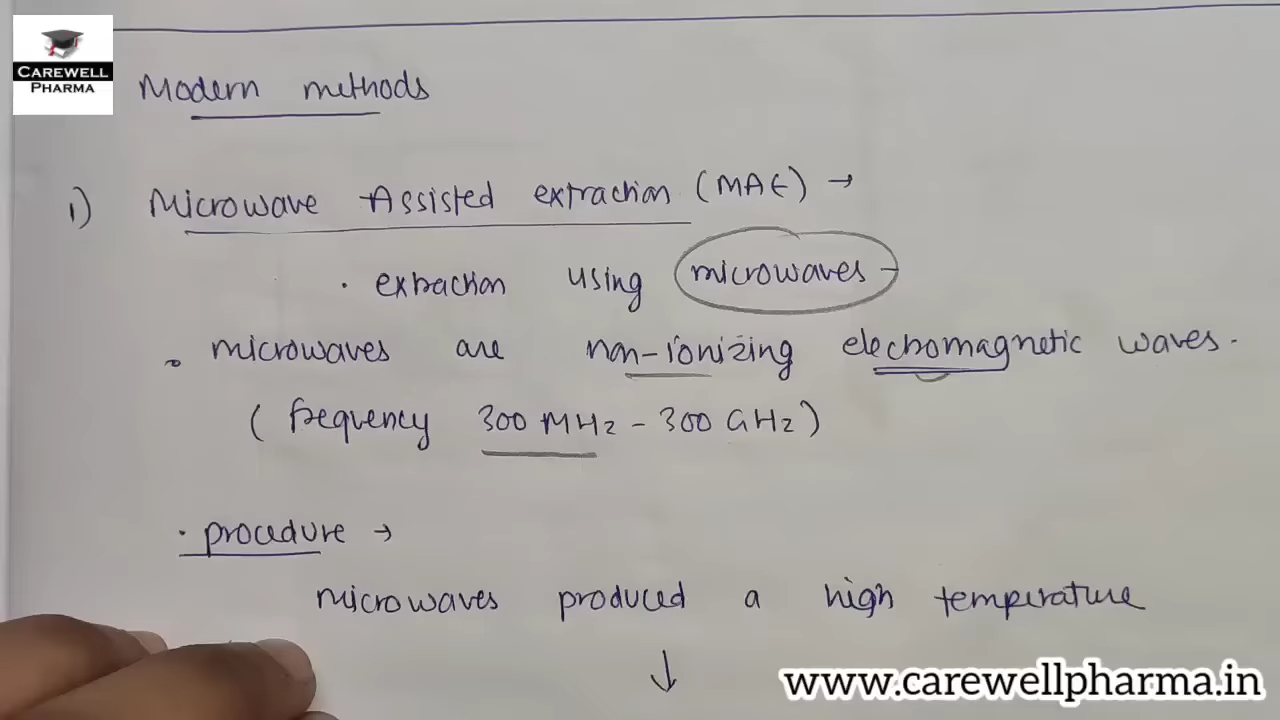 CAREWELL
PHARMA
Modern methods
1) Microwave Assisted extraction (MAE) →
· extraction using microwaves -
· microwaves are non-ionizing electromagnetic waves.
( frequency 300 MHz - 300 GHz )
· procedure →
microwaves produced a high temperature
↓
www.carewellpharma.in